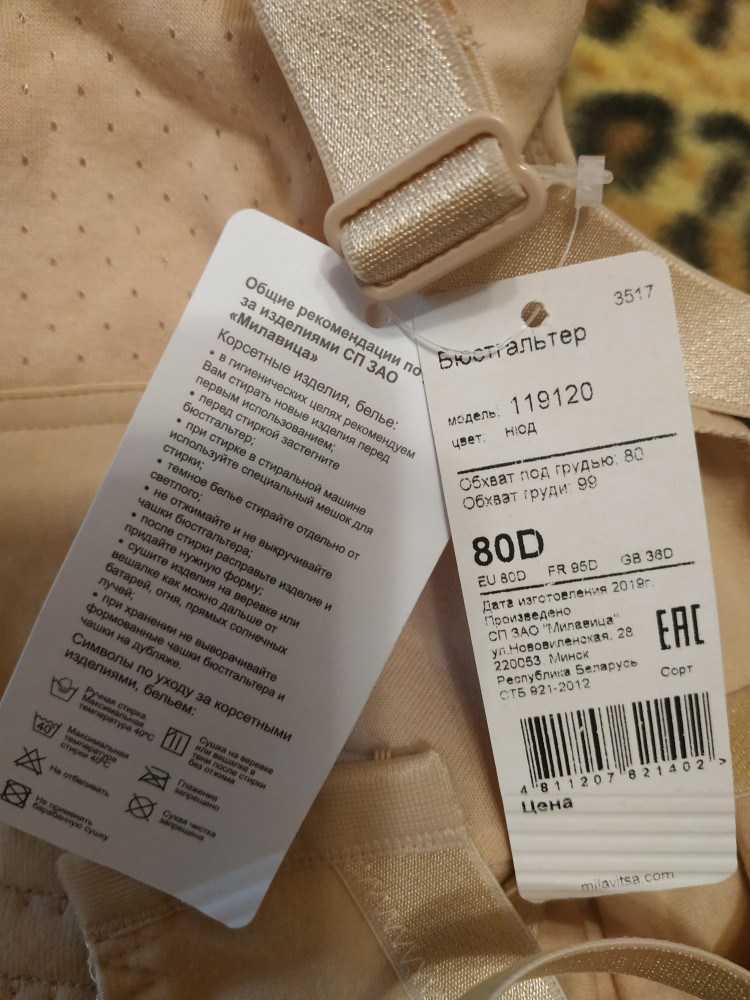 Общие рекомендации по
за изделиями СП ЗАО
«Милавица»
Корсетные изделия, белье:
• в гигиенических целях рекомендуем
Вам стирать новые изделия перед
первым использованием;
• перед стиркой застегните
бюстгальтер;
• при стирке в стиральной машине
используйте специальный мешок для
стирки;
• темное белье стирайте отдельно от
светлого;
• не отжимайте и не выкручивайте
чашки бюстгальтера;
• после стирки расправьте изделие и
придайте нужную форму;
• сушите изделия на веревке или
вешалке как можно дальше от
батарей, огня, прямых солнечных
лучей;
• при хранении не выворачивайте
формованные чашки бюстгальтера и
чашки на дубляже.
Символы по уходу за корсетными
изделиями, бельем:
Ручная стирка.
Максимальная
температура 40°С
40°
Максимальная
температура
стирки 40°С
Не отбеливать
Не применять
барабанную сушку
Сушка на веревке
или вешалке в
тени после стирки
без отжима
Глажение
запрещено
Сухая чистка
запрещена
3517
Бюстгальтер
модель: 119120
цвет: нюд
Обхват под грудью: 80
Обхват груди: 99
80D
EU 80D FR 95D GB 36D
Дата изготовления 2019г.
Произведено
СП ЗАО "Милавица"
ул.Нововиленская, 28
220053, Минск
Республика Беларусь
СТБ 921-2012
ЕАС
Сорт
4 811207 621402 >
Цена
milavitsa.com